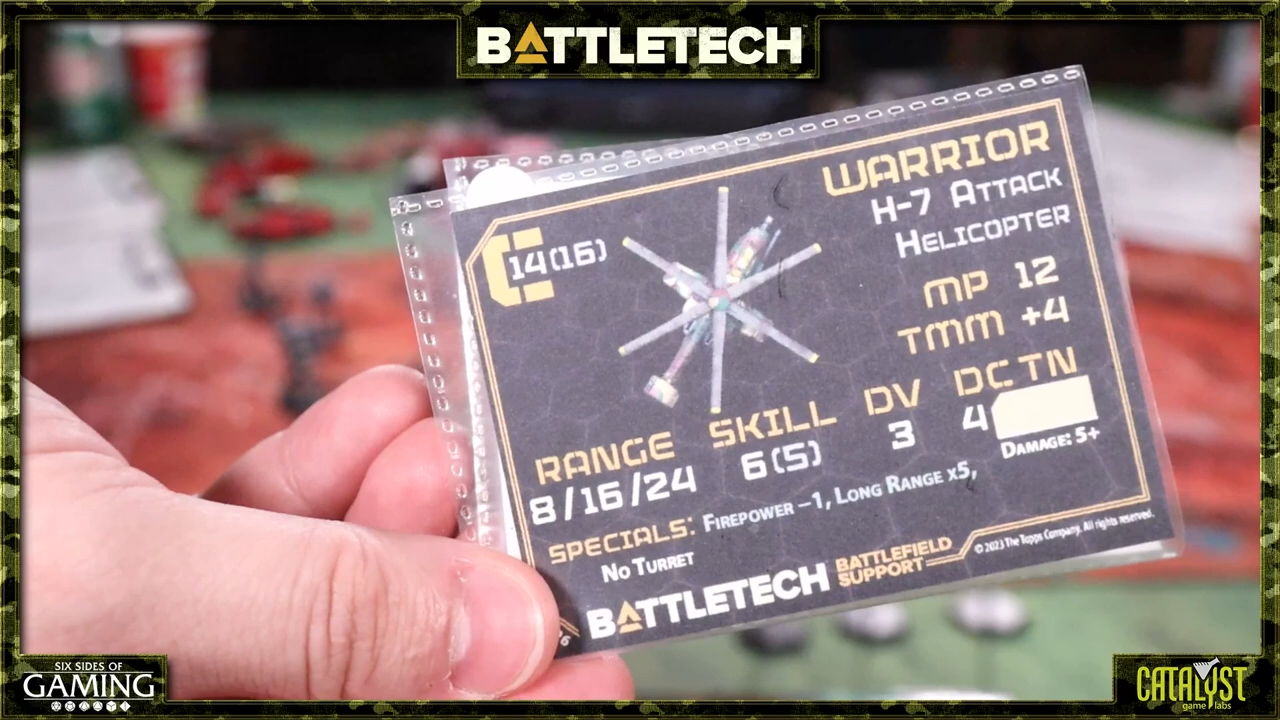 BATTLETECH
WARRIOR
H-7 ATTACK
HELICOPTER
14(16)
MP 12
TMM +4
RANGE SKILL DV DC TN
8/16/24 6(5) 3 4
DAMAGE: 5+
SPECIALS: FIREPOWER –1, LONG RANGE x5,
NO TURRET
BATTLETECH BATTLEFIELD
SUPPORT
©2023 The Topps Company. All rights reserved.
SIX SIDES OF
GAMING
CATALYST
game labs